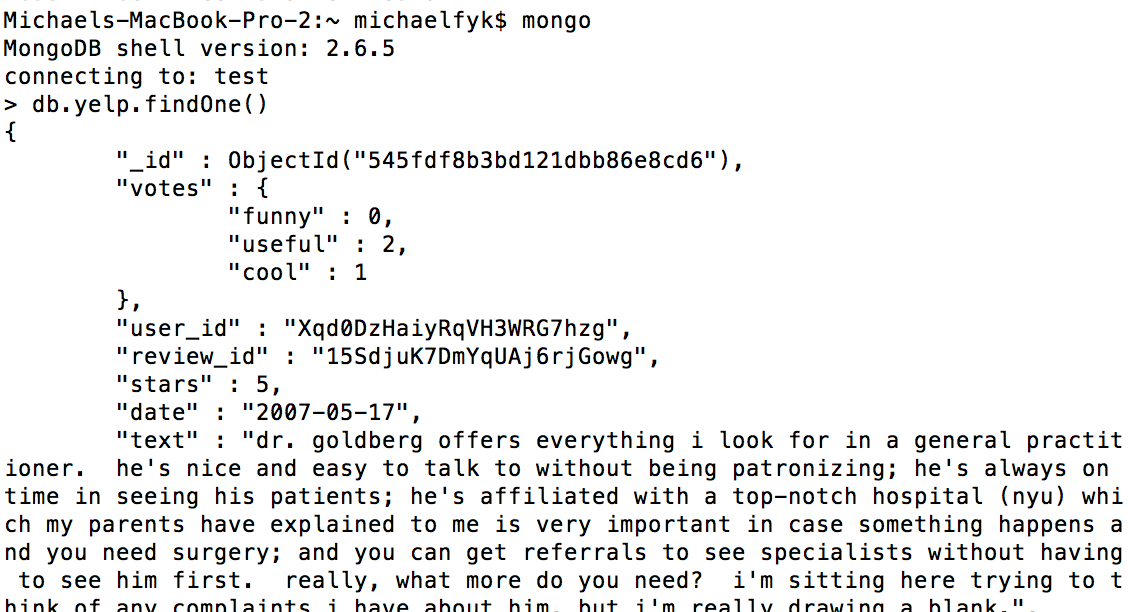 Michaels-MacBook-Pro-2:~ michaelfyk$ mongo
MongoDB shell version: 2.6.5
connecting to: test
> db.yelp.findOne()
{
        "_id" : ObjectId("545fdf8b3bd121dbb86e8cd6"),
        "votes" : {
                "funny" : 0,
                "useful" : 2,
                "cool" : 1
        },
        "user_id" : "Xqd0DzHaiyRqVH3WRG7hzg",
        "review_id" : "15SdjuK7DmYqUAj6rjGowg",
        "stars" : 5,
        "date" : "2007-05-17",
        "text" : "dr. goldberg offers everything i look for in a general practit
ioner.  he's nice and easy to talk to without being patronizing; he's always on 
time in seeing his patients; he's affiliated with a top-notch hospital (nyu) whi
ch my parents have explained to me is very important in case something happens a
nd you need surgery; and you can get referrals to see specialists without having
 to see him first.  really, what more do you need?  i'm sitting here trying to t
hink of any complaints i have about him, but i'm really drawing a blank.",